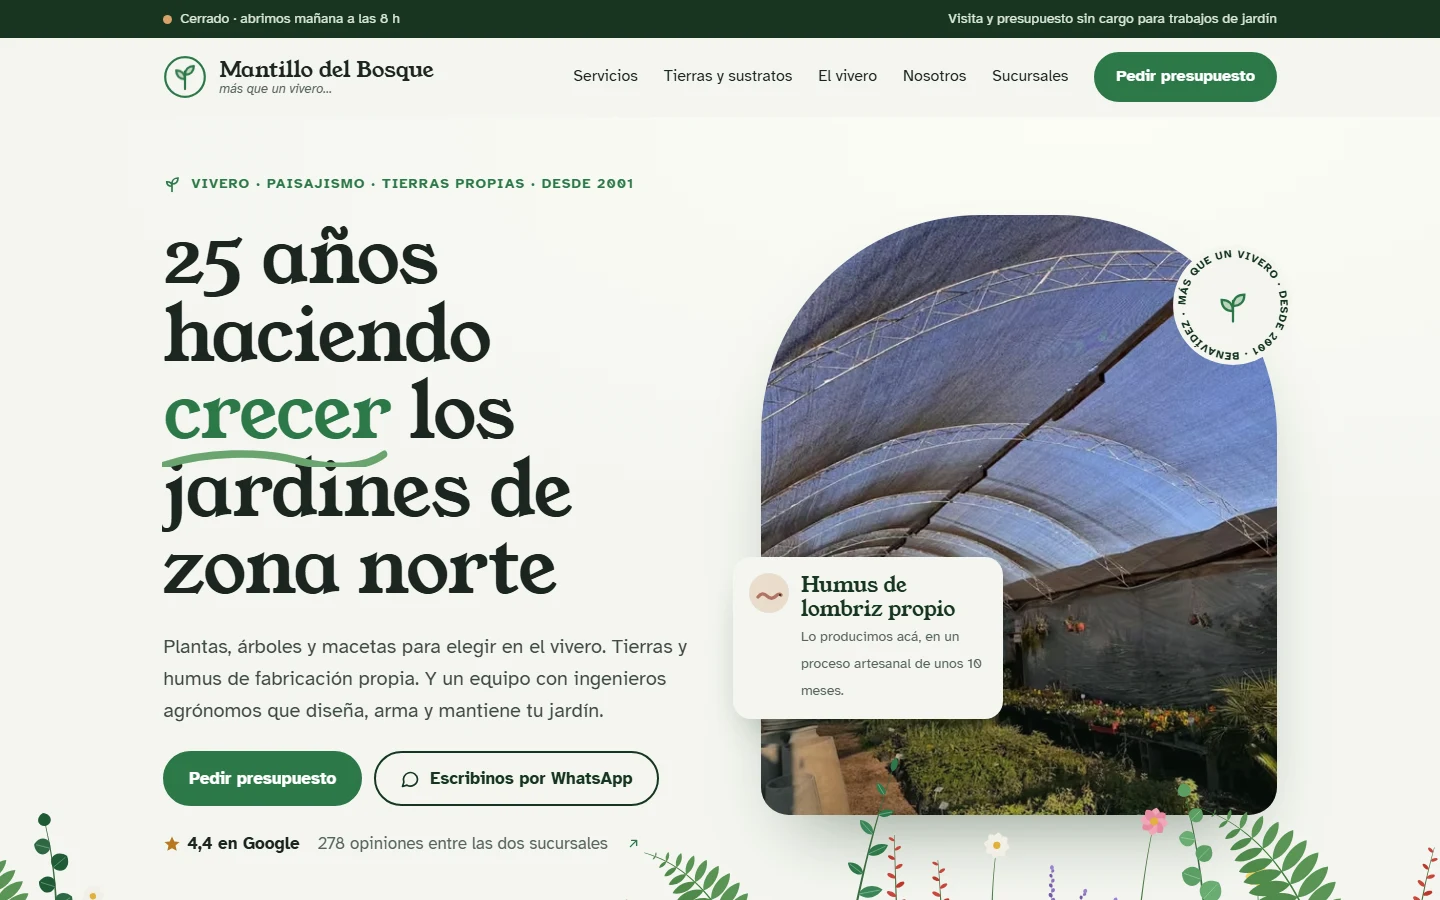 Cerrado · abrimos mañana a las 8 h
Visita y presupuesto sin cargo para trabajos de jardín
Mantillo del Bosque
más que un vivero...
Servicios
Tierras y sustratos
El vivero
Nosotros
Sucursales
Pedir presupuesto
VIVERO · PAISAJISMO · TIERRAS PROPIAS · DESDE 2001
25 años
haciendo
crecer los
jardines de
zona norte
MÁS QUE UN VIVERO · DESDE 2001 · BENAVÍDEZ ·
Humus de
lombriz propio
Lo producimos acá, en un
proceso artesanal de unos 10
meses.
Plantas, árboles y macetas para elegir en el vivero. Tierras y
humus de fabricación propia. Y un equipo con ingenieros
agrónomos que diseña, arma y mantiene tu jardín.
Pedir presupuesto
Escribinos por WhatsApp
4,4 en Google
278 opiniones entre las dos sucursales